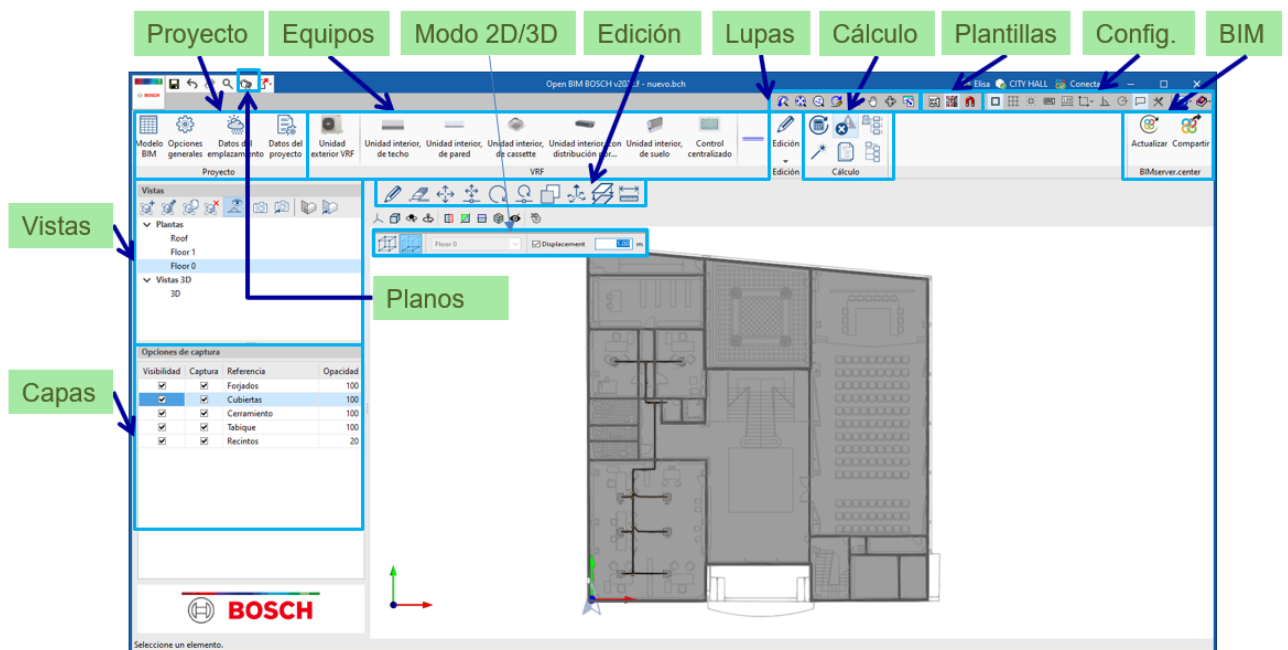 Proyecto Equipos Modo 2D/3D Edición Lupas Cálculo Plantillas Config. BIM
BOSCH
Open BIM BOSCH v202 .f - nuevo.bch
Elisa CITY HALL Conecta
Modelo BIM
Opciones generales
Datos del emplazamiento
Datos del proyecto
Proyecto
Unidad exterior VRF
Unidad interior, de techo
Unidad interior, de pared
Unidad interior, de cassette
Unidad interior, con distribución por...
Unidad interior, de suelo
Control centralizado
VRF
Edición
Edición
Cálculo
Actualizar Compartir
BIMserver.center
Vistas
Vistas
Plantas
Roof
Floor 1
Floor 0
Vistas 3D
3D
Floor 0 Displacement 1.00 m
Planos
Capas
Opciones de captura
Visibilidad Captura Referencia Opacidad
Forjados 100
Cubiertas 100
Cerramiento 100
Tabique 100
Recintos 20
BOSCH
Seleccione un elemento.